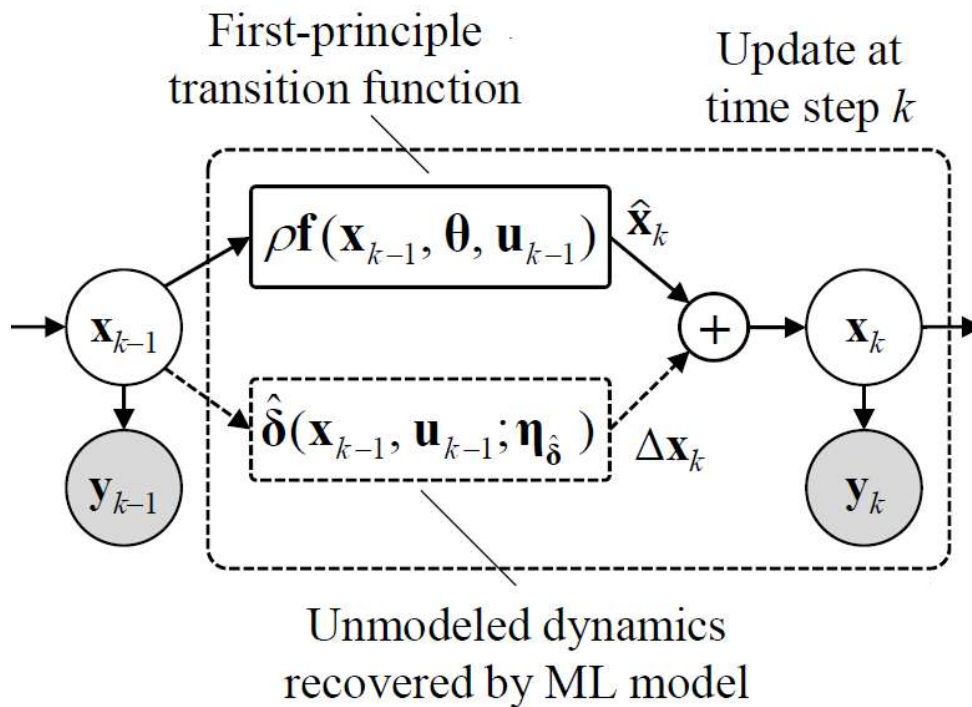 First-principle
transition function
Update at
time step k
ρf(x_{k−1}, θ, u_{k−1})
x̂_k
x_{k−1}
+
x_k
δ̂(x_{k−1}, u_{k−1}; η_δ̂)
Δx_k
y_{k−1}
y_k
Unmodeled dynamics
recovered by ML model